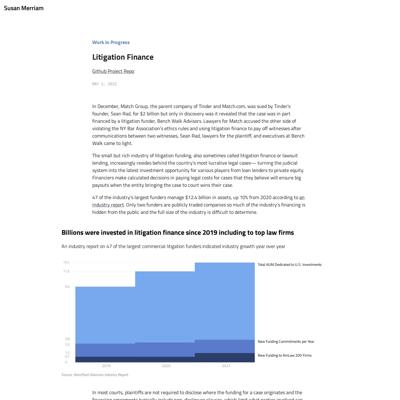 Susan Merriam
Work in Progress
Litigation Finance
Github Project Repo
MAY 1, 2022
In December, Match Group, the parent company of Tinder and Match.com, was sued by Tinder's
founder, Sean Rad, for $2 billion but only in discovery was it revealed that the case was in part
financed by a litigation funder, Bench Walk Advisers. Lawyers for Match accused the other side of
violating the NY Bar Association's ethics rules and using litigation finance to pay off witnesses after
communications between two witnesses, Sean Rad, lawyers for the plaintiff, and executives at Bench
Walk came to light.
The small but rich industry of litigation funding, also sometimes called litigation finance or lawsuit
lending, increasingly resides behind the country's most lucrative legal cases— turning the judicial
system into the latest investment opportunity for various players from loan lenders to private equity.
Financiers make calculated decisions in paying legal costs for cases that they believe will ensure big
payouts when the entity bringing the case to court wins their case.
47 of the industry's largest funders manage $12.4 billion in assets, up 10% from 2020 according to an
industry report. Only two funders are publicly traded companies so much of the industry's financing is
hidden from the public and the full size of the industry is difficult to determine.
Billions were invested in litigation finance since 2019 including to top law firms
An industry report on 47 of the largest commercial litigation funders indicated industry growth year over year
Total AUM Dedicated to U.S. Investments
New Funding Commitments per Year
New Funding to AmLaw 200 Firms
2019 2020 2021
Source: Westfleet Advisors Industry Report
In most courts, plaintiffs are not required to disclose where the funding for a case originates and the